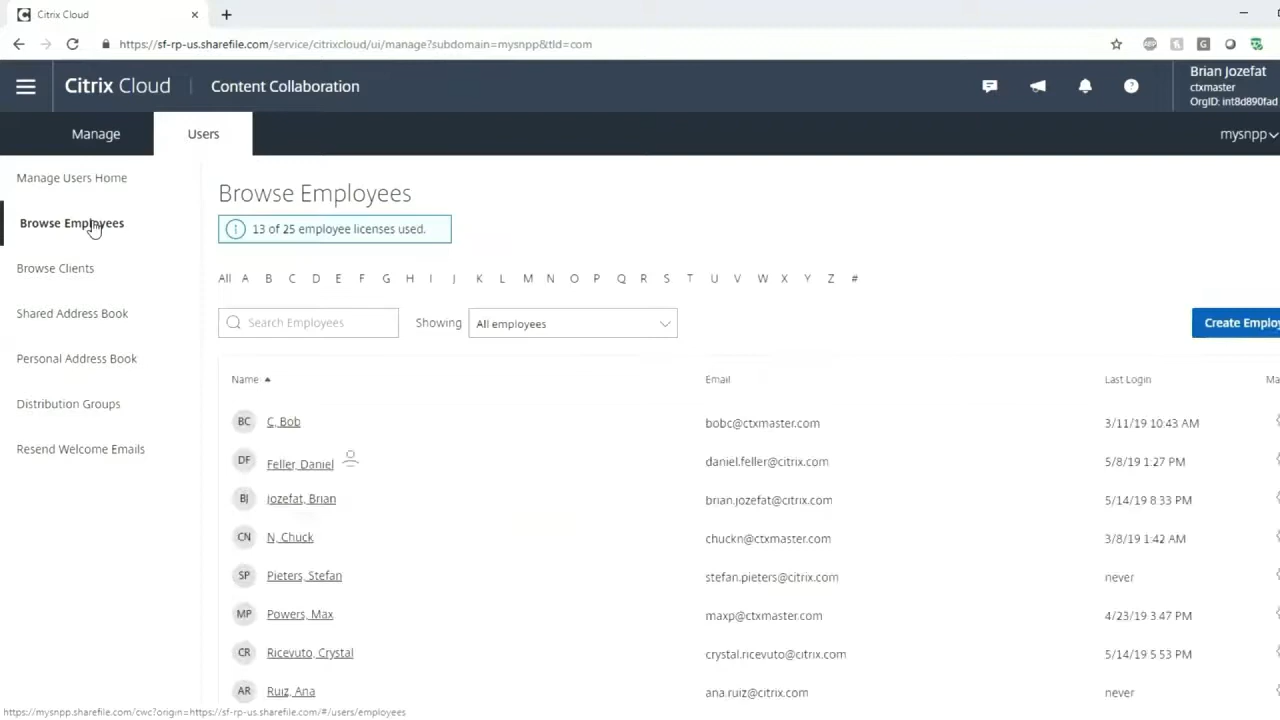 Citrix Cloud
https://sf-rp-us.sharefile.com/service/citrixcloud/ui/manage?subdomain=mysnpp&tld=com
Citrix Cloud
Content Collaboration
Brian Jozefat
ctxmaster
OrgID: int8d890fad
Manage
Users
mysnpp
Manage Users Home
Browse Employees
Browse Clients
Shared Address Book
Personal Address Book
Distribution Groups
Resend Welcome Emails
Browse Employees
13 of 25 employee licenses used.
All A B C D E F G H I J K L M N O P Q R S T U V W X Y Z #
Search Employees
Showing
All employees
Create Employ
Name Email Last Login Ma
BC C, Bob bobc@ctxmaster.com 3/11/19 10:43 AM
DF Feller, Daniel daniel.feller@citrix.com 5/8/19 1:27 PM
BJ Jozefat, Brian brian.jozefat@citrix.com 5/14/19 8:33 PM
CN N, Chuck chuckn@ctxmaster.com 3/8/19 1:42 AM
SP Pieters, Stefan stefan.pieters@citrix.com never
MP Powers, Max maxp@ctxmaster.com 4/23/19 3:47 PM
CR Ricevuto, Crystal crystal.ricevuto@citrix.com 5/14/19 5:53 PM
AR Ruiz, Ana ana.ruiz@citrix.com never
https://mysnpp.sharefile.com/cwc?origin=https://sf-rp-us.sharefile.com/#/users/employees